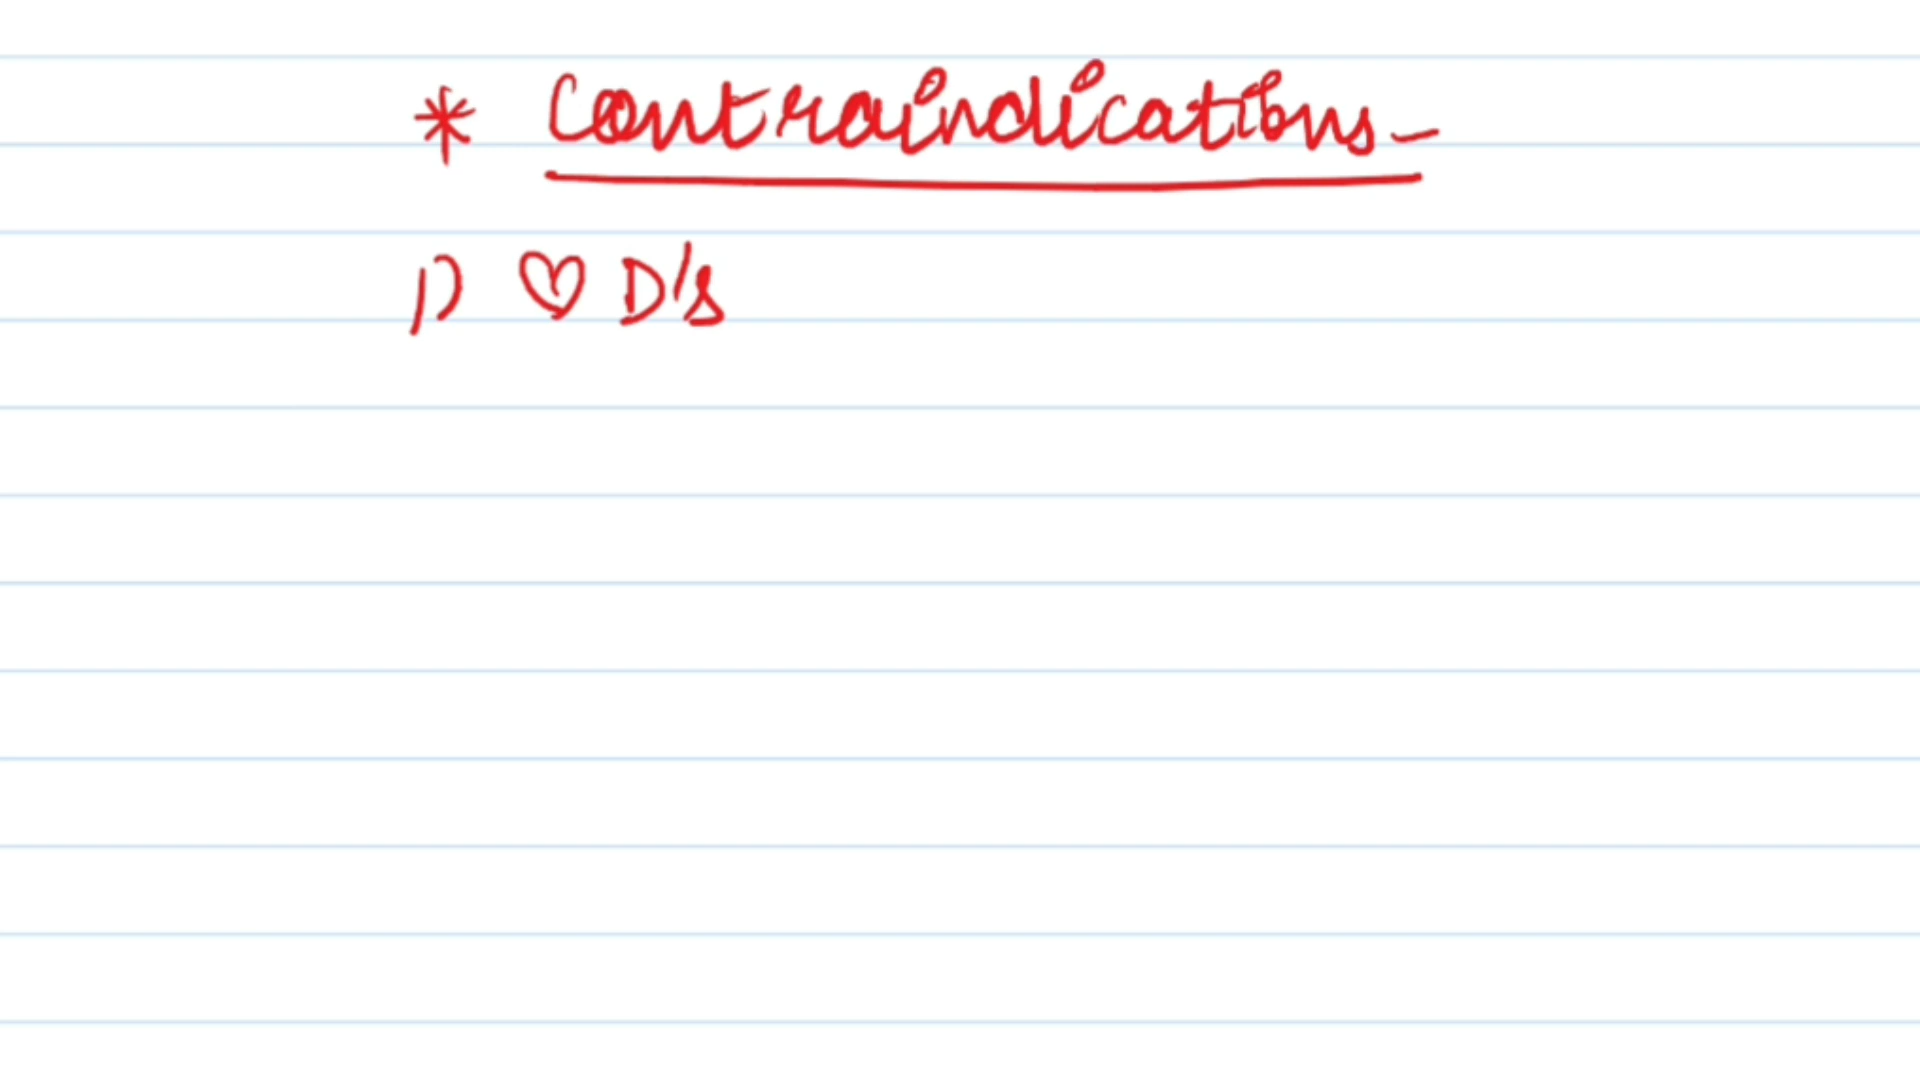 * Contraindications -
1) ♡ D/s